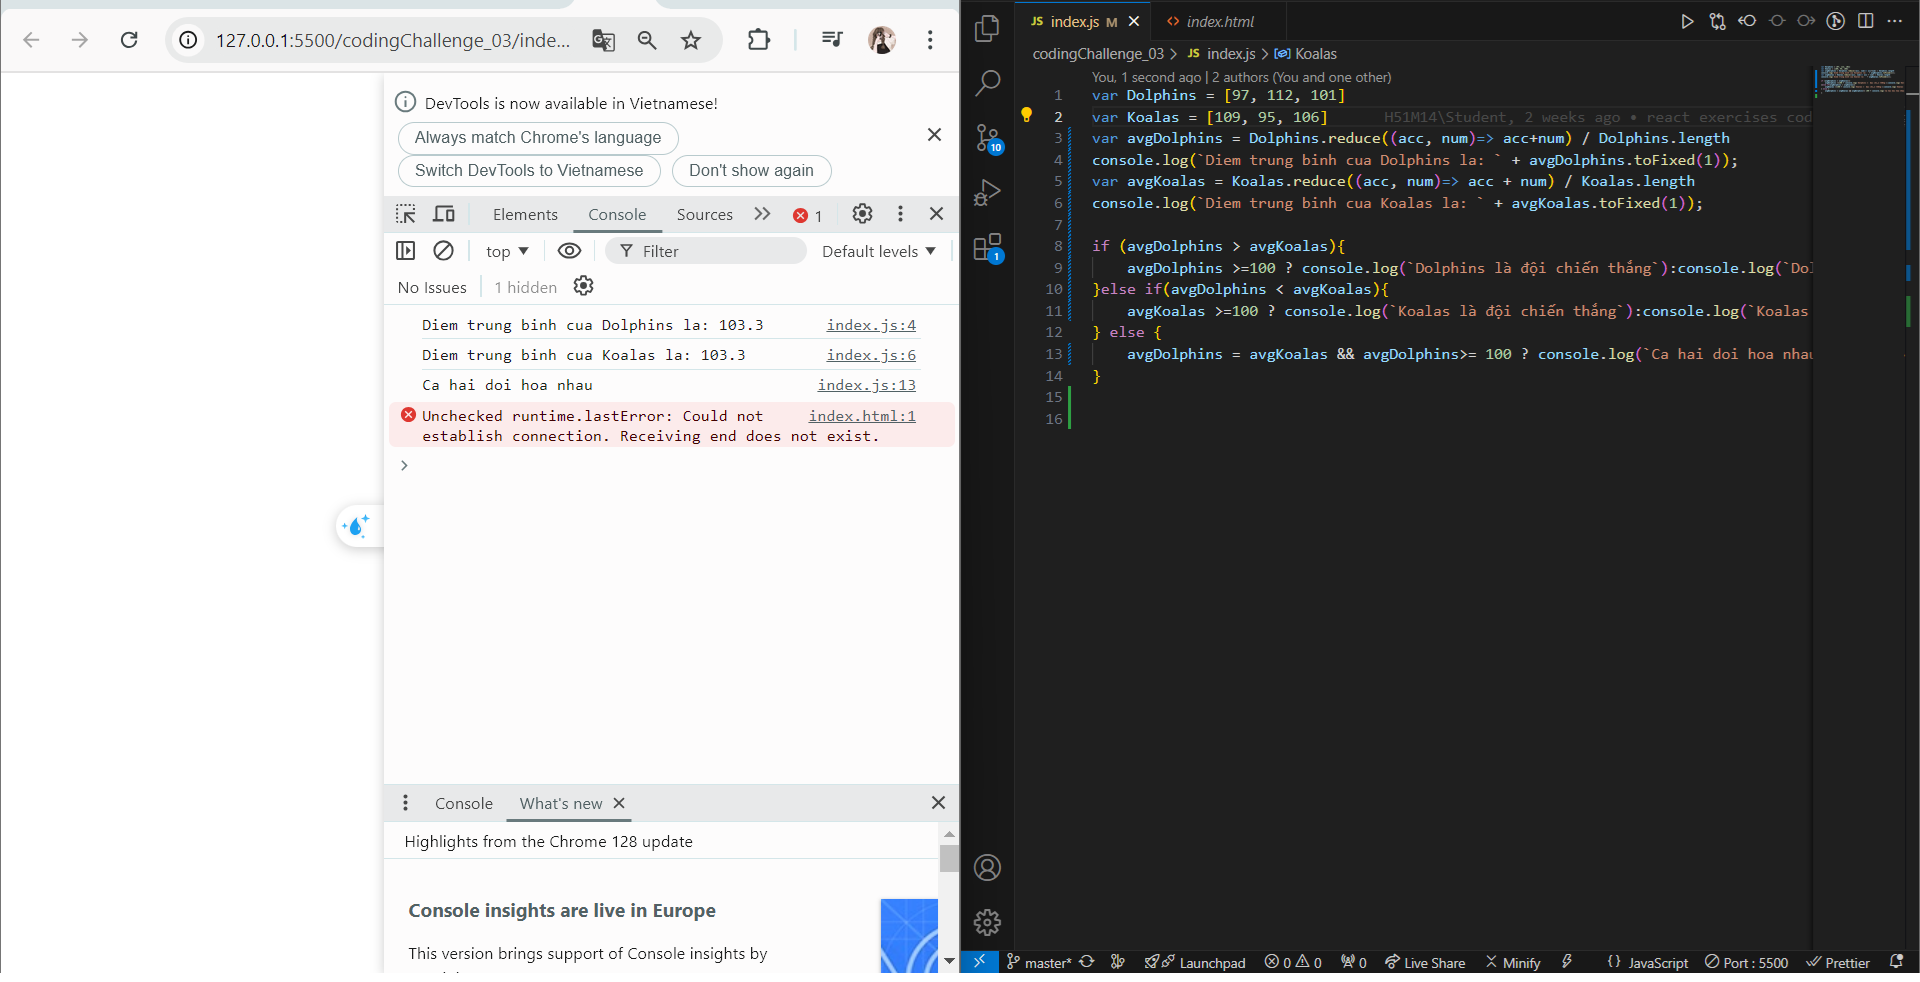 127.0.0.1:5500/codingChallenge_03/inde...
DevTools is now available in Vietnamese!
Always match Chrome's language
Switch DevTools to Vietnamese
Don't show again
Elements
Console
Sources
1
top
Filter
Default levels
No Issues
1 hidden
Diem trung binh cua Dolphins la: 103.3 index.js:4
Diem trung binh cua Koalas la: 103.3 index.js:6
Ca hai doi hoa nhau index.js:13
Unchecked runtime.lastError: Could not index.html:1
establish connection. Receiving end does not exist.
Console
What's new
Highlights from the Chrome 128 update
Console insights are live in Europe
This version brings support of Console insights by
JS index.js M
index.html
codingChallenge_03 > JS index.js > Koalas
You, 1 second ago | 2 authors (You and one other)
1 var Dolphins = [97, 112, 101]
2 var Koalas = [109, 95, 106] H51M14\Student, 2 weeks ago • react exercises cod
3 var avgDolphins = Dolphins.reduce((acc, num)=> acc+num) / Dolphins.length
4 console.log(`Diem trung binh cua Dolphins la: ` + avgDolphins.toFixed(1));
5 var avgKoalas = Koalas.reduce((acc, num)=> acc + num) / Koalas.length
6 console.log(`Diem trung binh cua Koalas la: ` + avgKoalas.toFixed(1));
7
8 if (avgDolphins > avgKoalas){
9 avgDolphins >=100 ? console.log(`Dolphins là đội chiến thắng`):console.log(`Dol
10 }else if(avgDolphins < avgKoalas){
11 avgKoalas >=100 ? console.log(`Koalas là đội chiến thắng`):console.log(`Koalas
12 } else {
13 avgDolphins = avgKoalas && avgDolphins>= 100 ? console.log(`Ca hai doi hoa nhau
14 }
15
16
10
1
master*
Launchpad
0 0
0
Live Share
Minify
{ } JavaScript
Port : 5500
Prettier